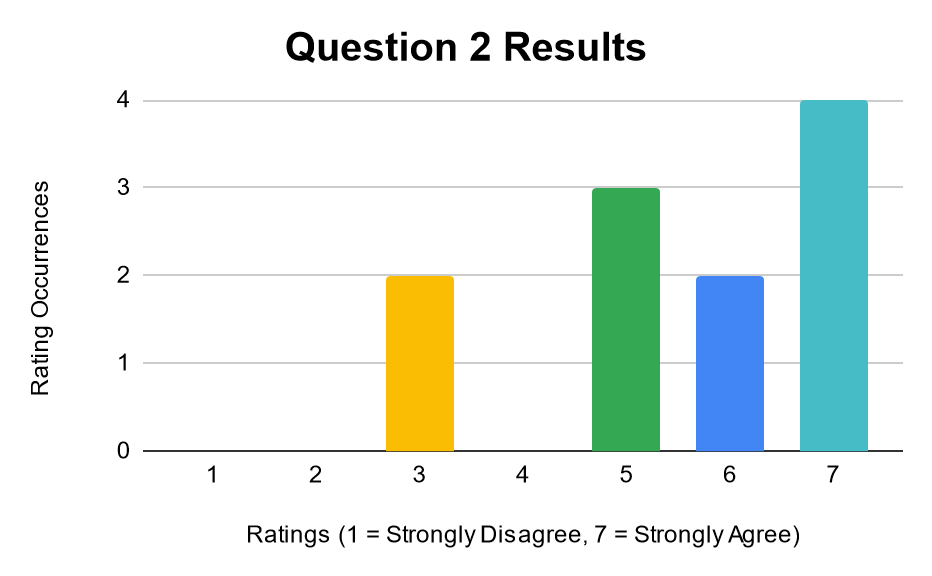 Question 2 Results
4
3
2
1
0
Rating Occurrences
1 2 3 4 5 6 7
Ratings (1 = Strongly Disagree, 7 = Strongly Agree)